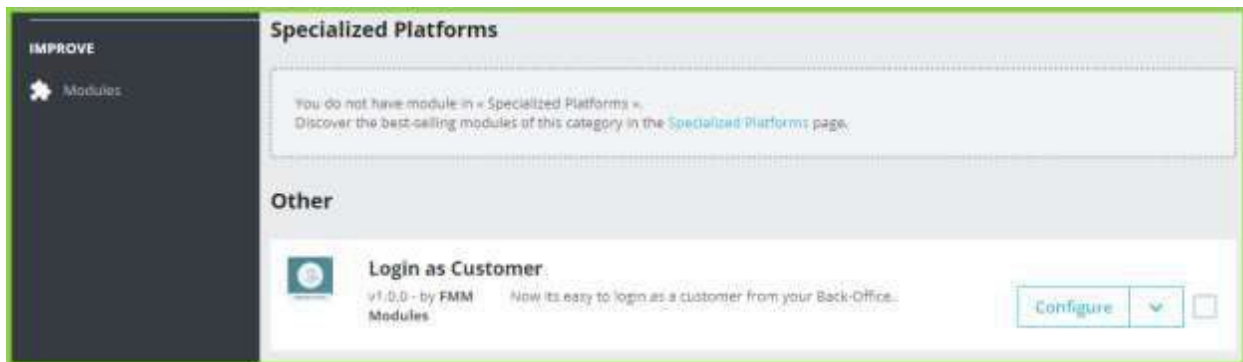 IMPROVE
Modules
Specialized Platforms
You do not have module in « Specialized Platforms ».
Discover the best-selling modules of this category in the Specialized Platforms page.
Other
Login as Customer
v1.0.0 - by FMM Now its easy to login as a customer from your Back-Office..
Modules
Configure